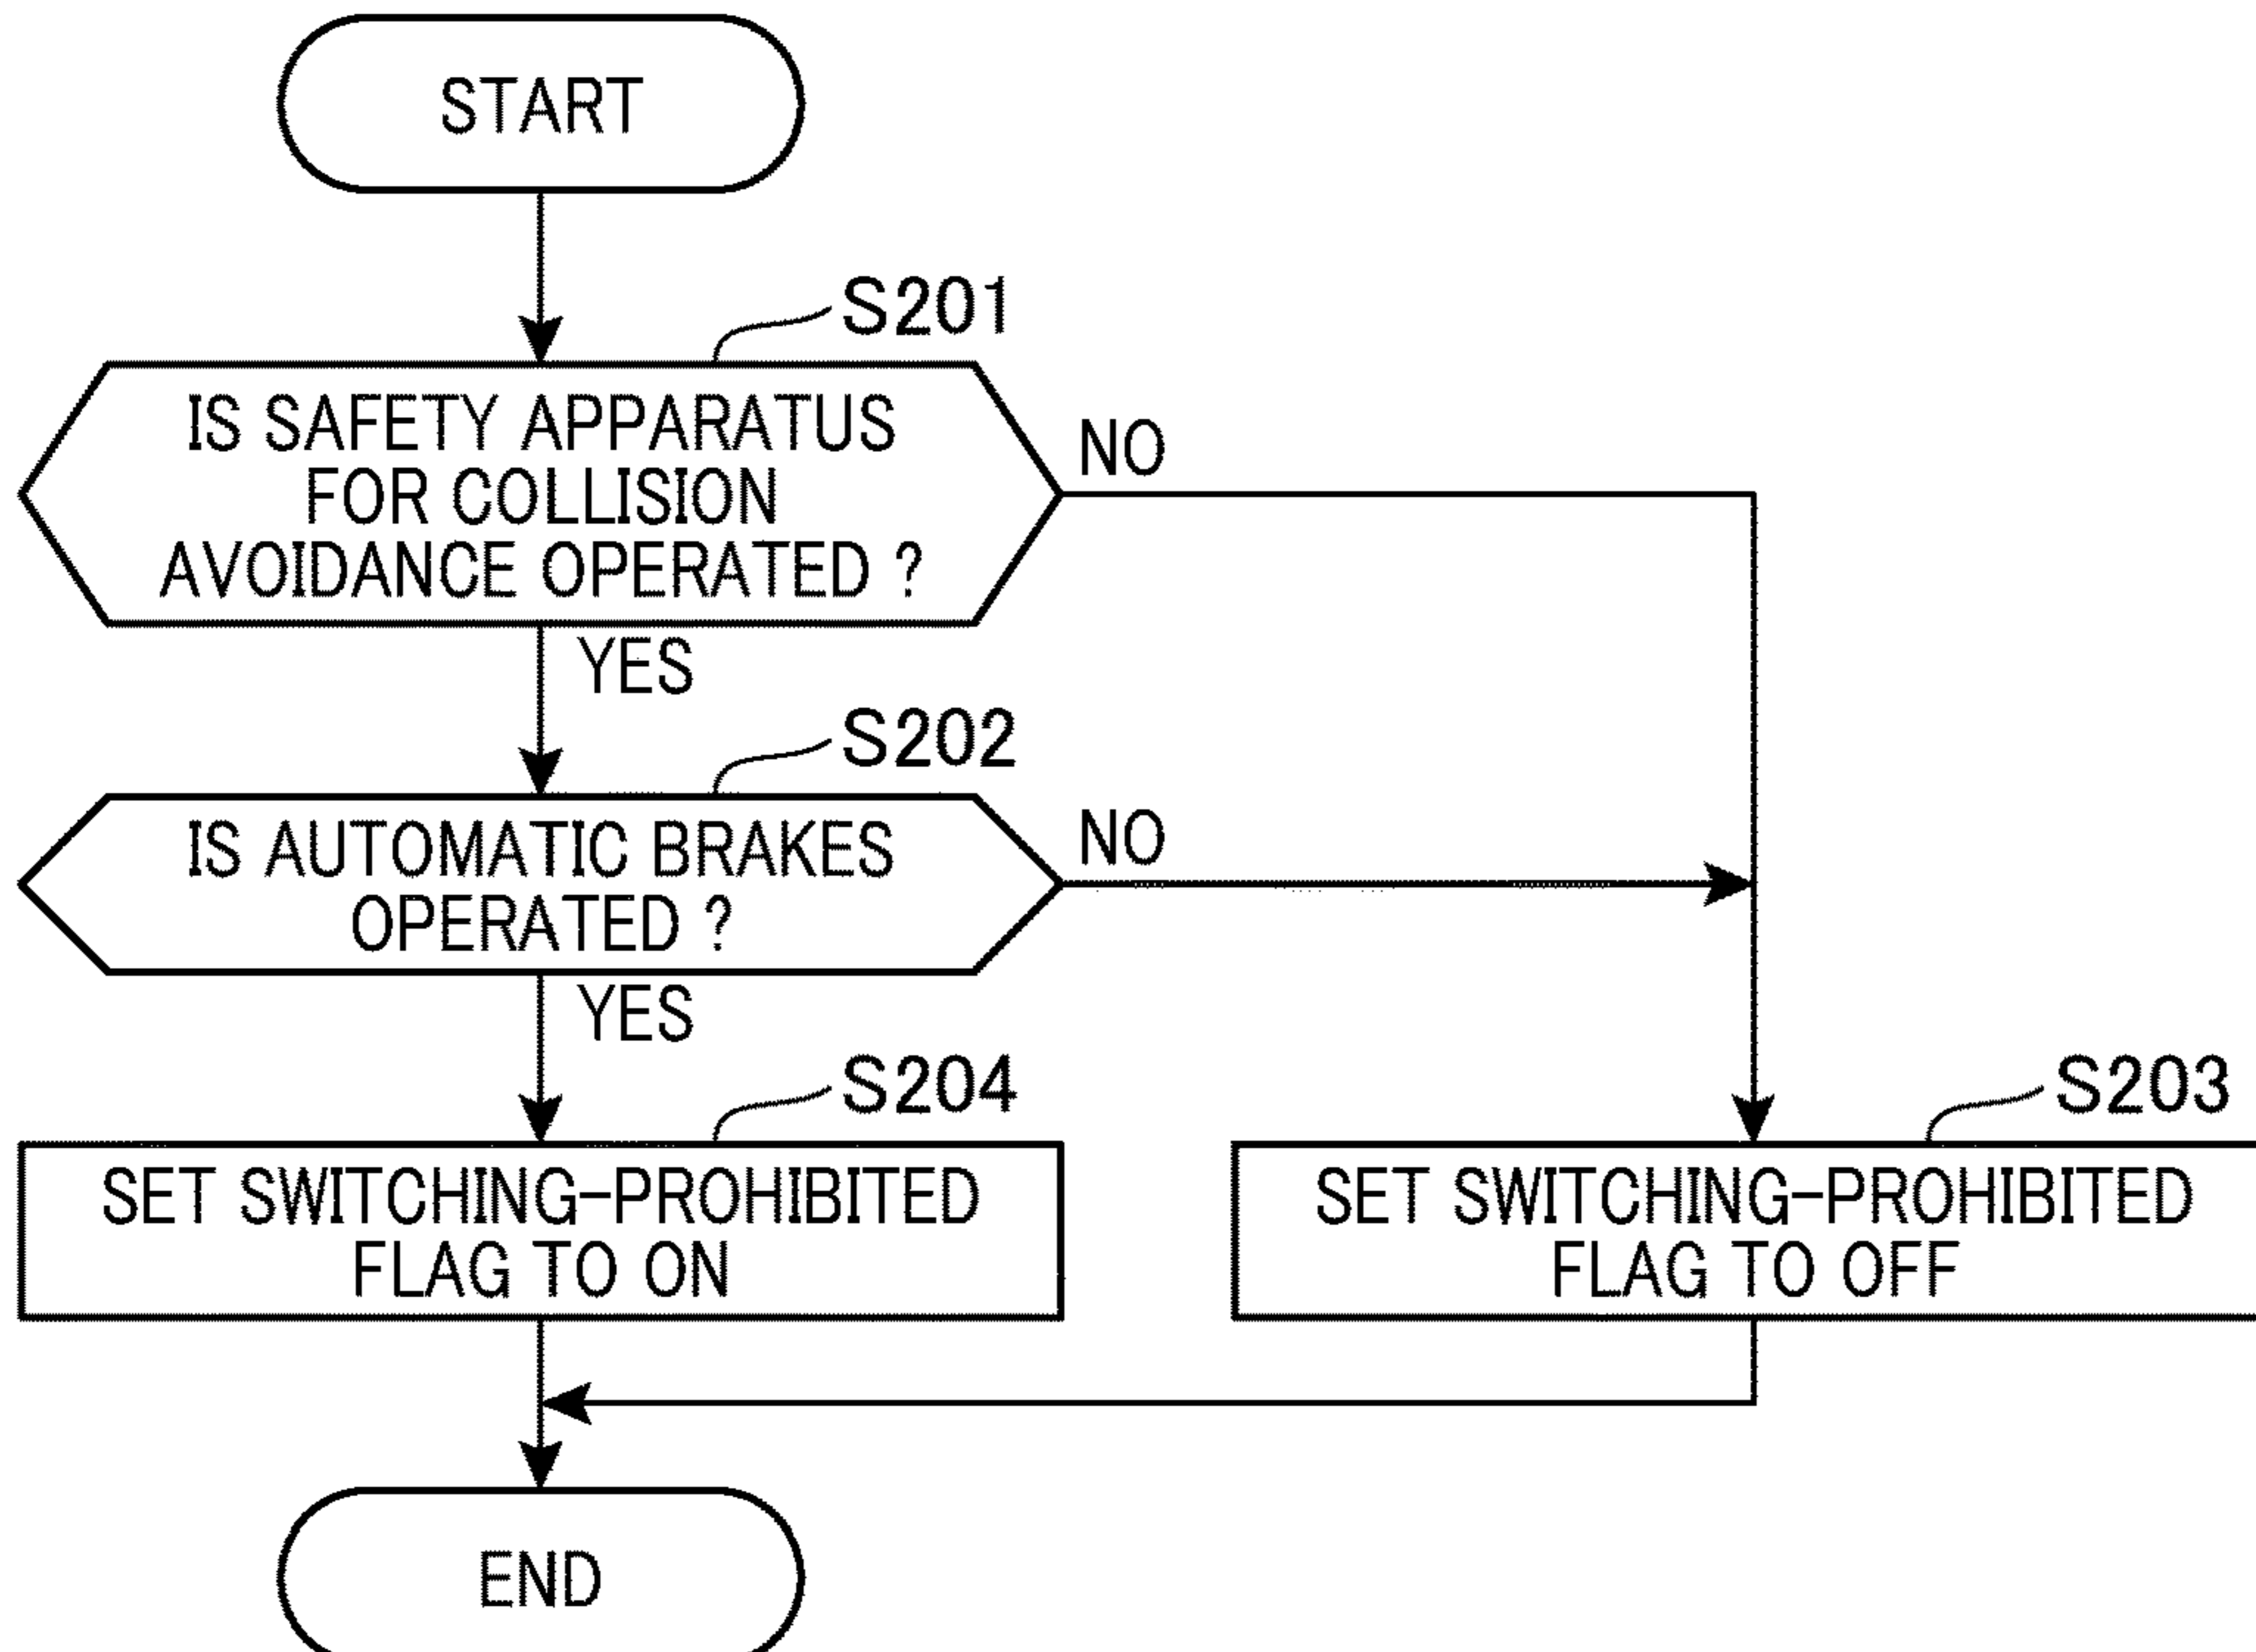 START
S201
IS SAFETY APPARATUS
FOR COLLISION
AVOIDANCE OPERATED ?
NO
YES
S202
IS AUTOMATIC BRAKES
OPERATED ?
NO
YES
S204
SET SWITCHING-PROHIBITED
FLAG TO ON
S203
SET SWITCHING-PROHIBITED
FLAG TO OFF
END